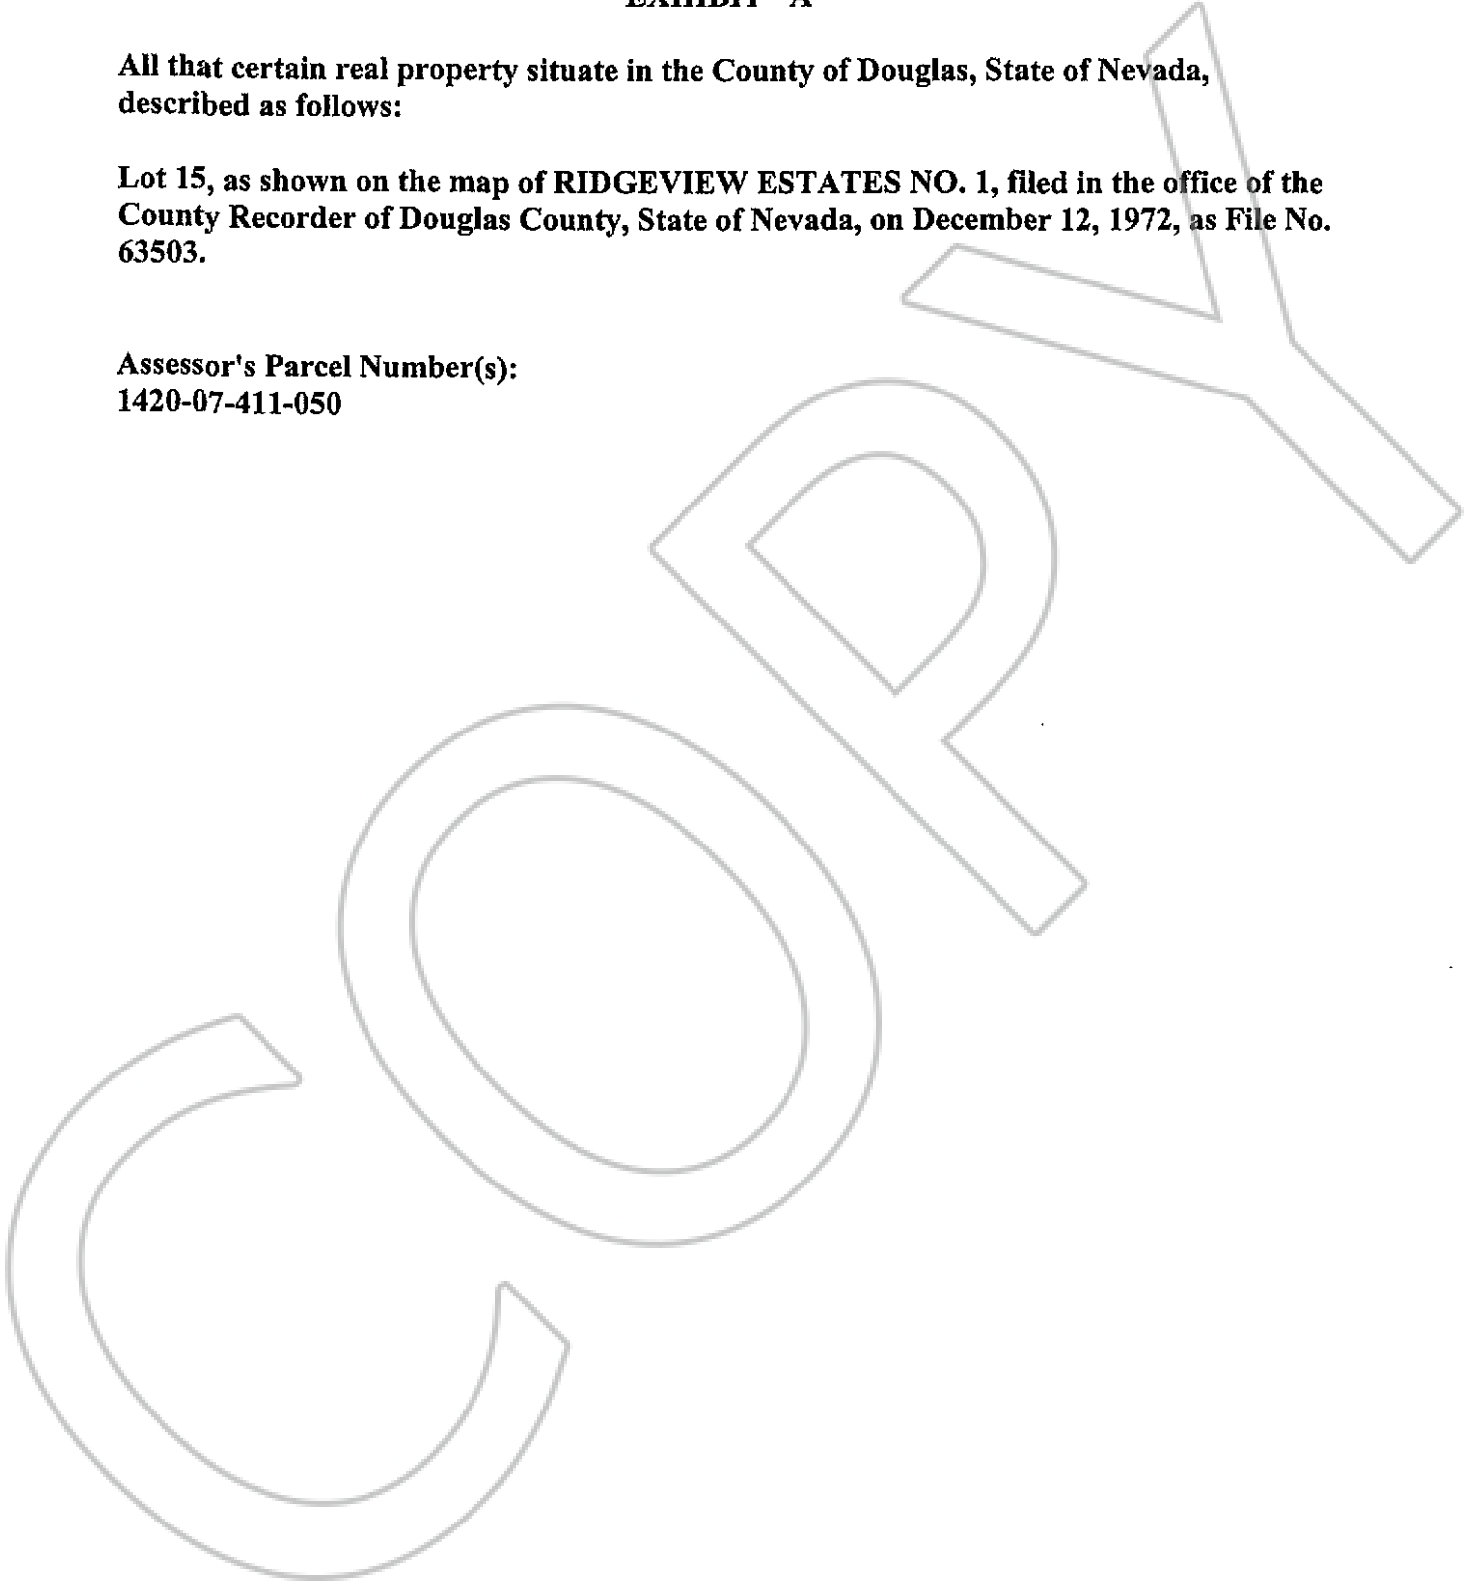 EXHIBIT "A"
All that certain real property situate in the County of Douglas, State of Nevada,
described as follows:
Lot 15, as shown on the map of RIDGEVIEW ESTATES NO. 1, filed in the office of the
County Recorder of Douglas County, State of Nevada, on December 12, 1972, as File No.
63503.
Assessor's Parcel Number(s):
1420-07-411-050
COPY